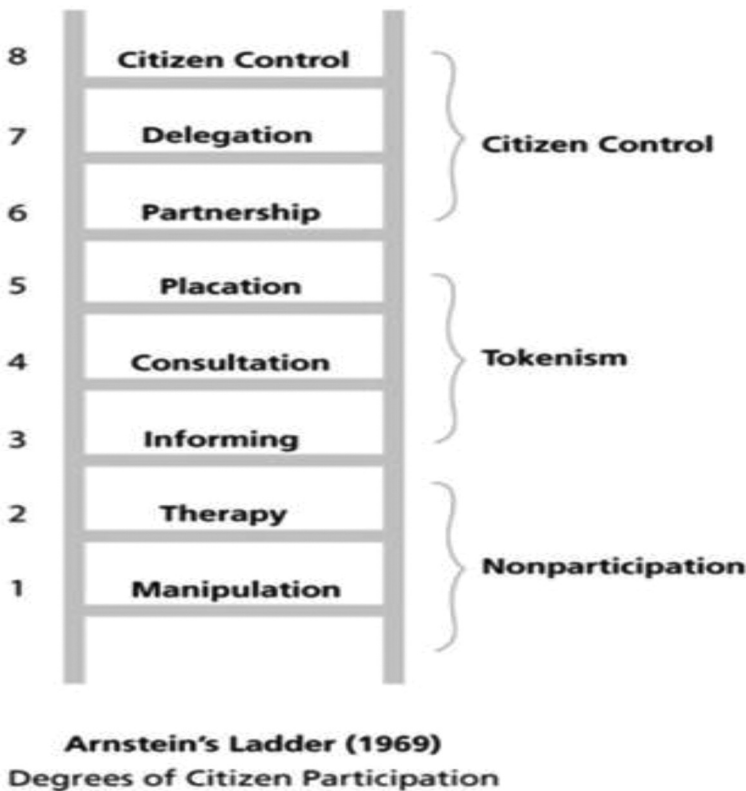 8 Citizen Control
7 Delegation
Citizen Control
6 Partnership
5 Placation
4 Consultation
Tokenism
3 Informing
2 Therapy
Nonparticipation
1 Manipulation
Arnstein's Ladder (1969)
Degrees of Citizen Participation